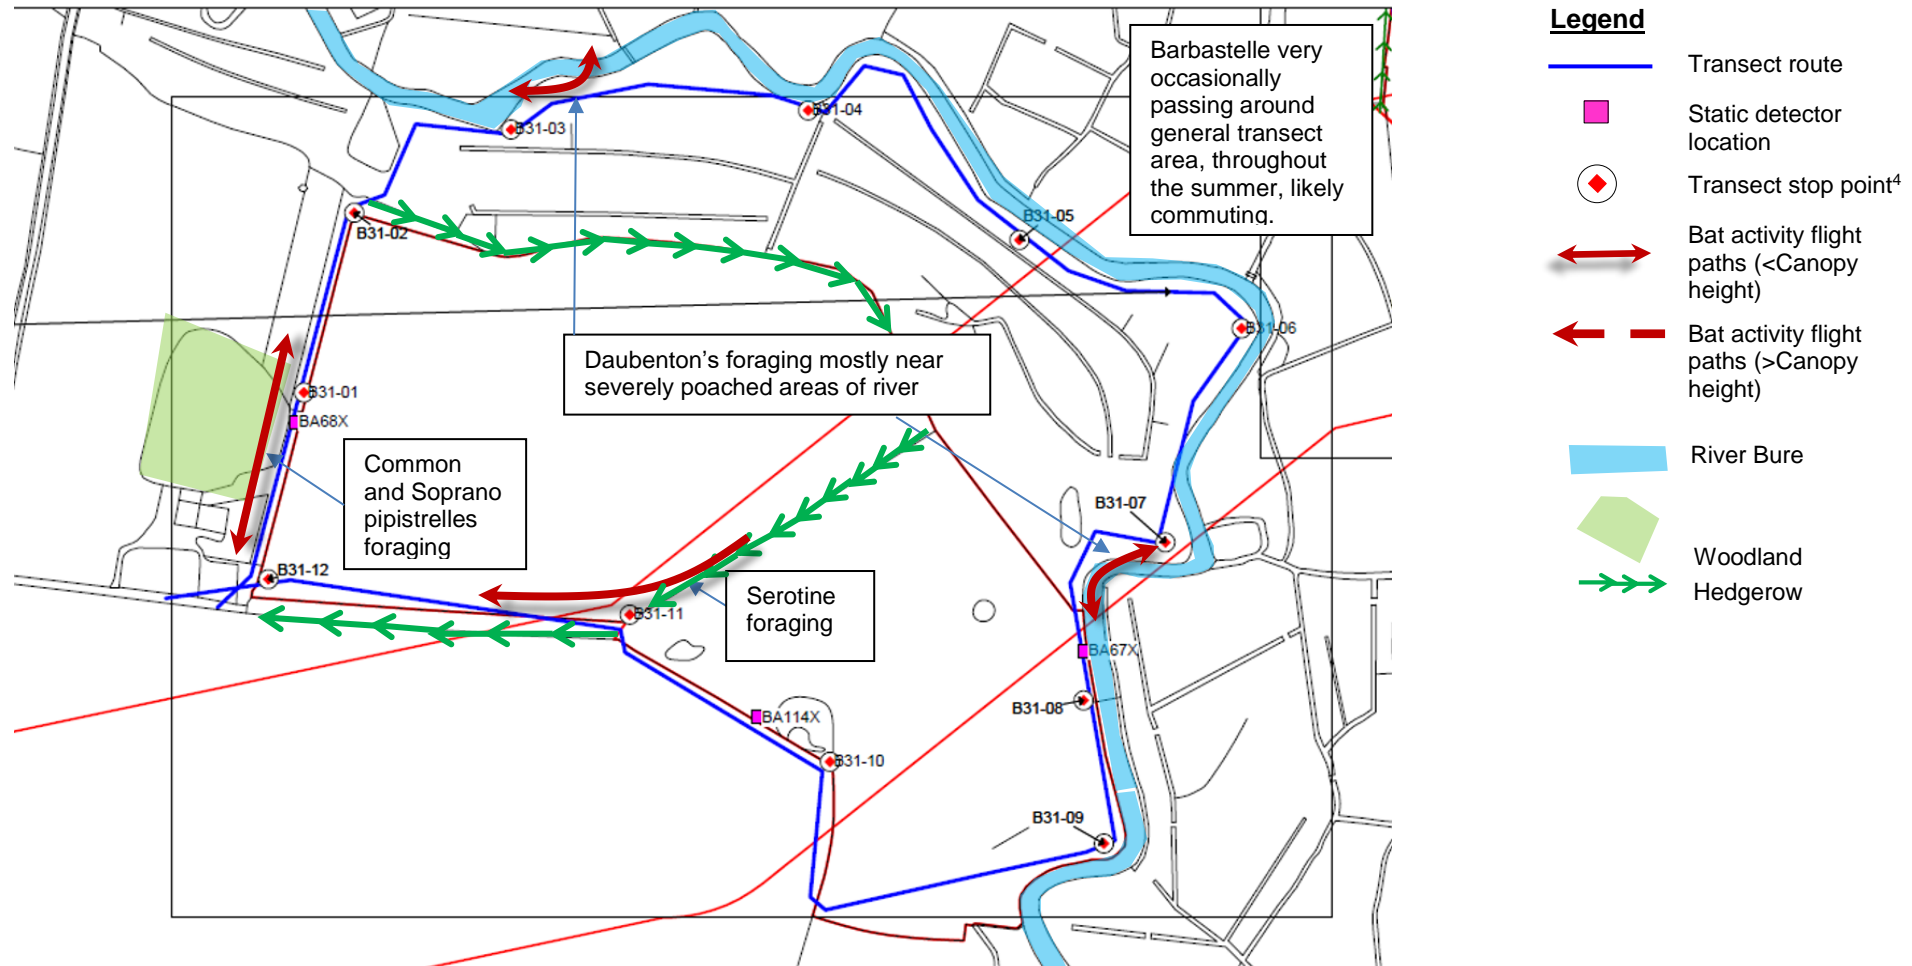 Barbastelle very
occasionally
passing around
general transect
area, throughout
the summer, likely
commuting.
B31-03
B31-04
B31-05
B31-02
B31-06
Daubenton's foraging mostly near
severely poached areas of river
B31-01
BA68X
Common
and Soprano
pipistrelles
foraging
B31-07
B31-12
Serotine
foraging
B31-11
BA67X
B31-08
BA114X
B31-10
B31-09
Legend
Transect route
Static detector
location
Transect stop point⁴
Bat activity flight
paths (<Canopy
height)
Bat activity flight
paths (>Canopy
height)
River Bure
Woodland
Hedgerow